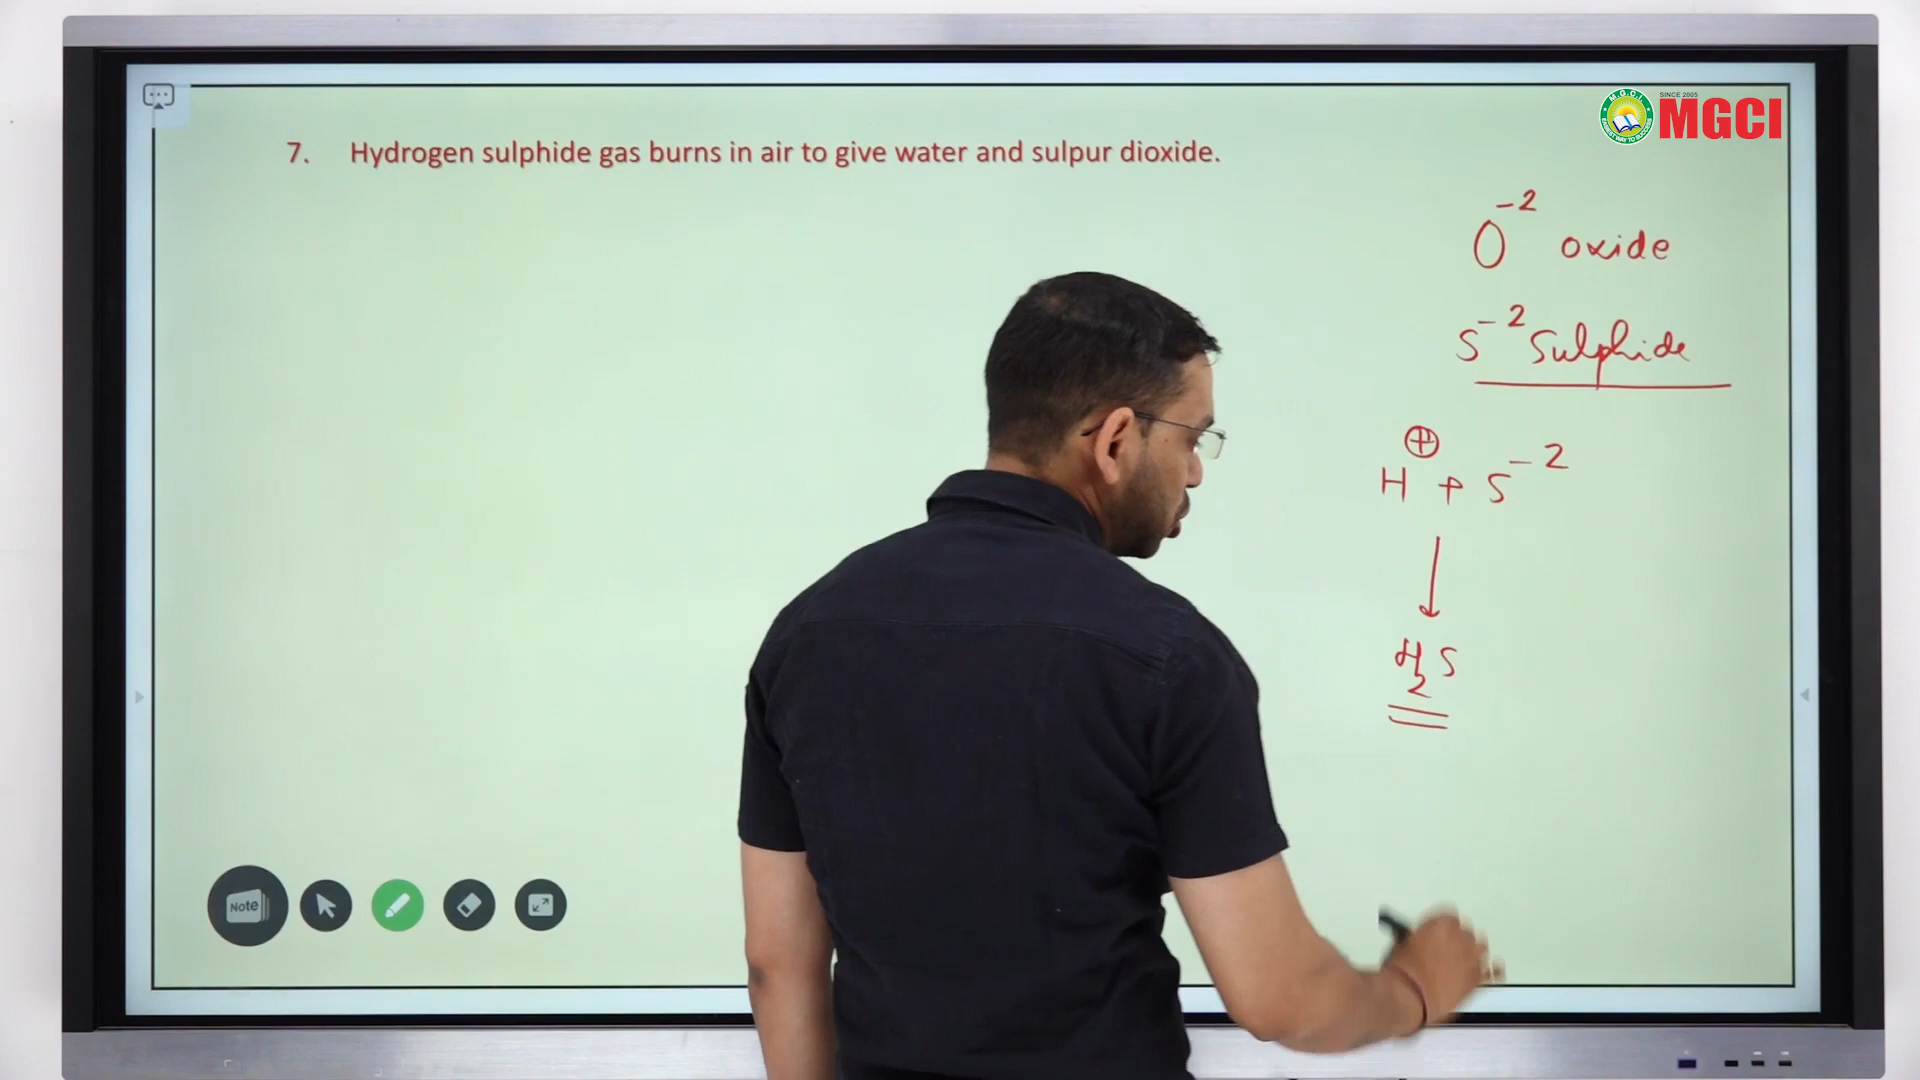 SINCE 2005
M.G.C.I.
MGCI
7. Hydrogen sulphide gas burns in air to give water and sulpur dioxide.
O⁻² oxide
S⁻² Sulphide
H⊕ + S⁻²
↓
H₂S
Note